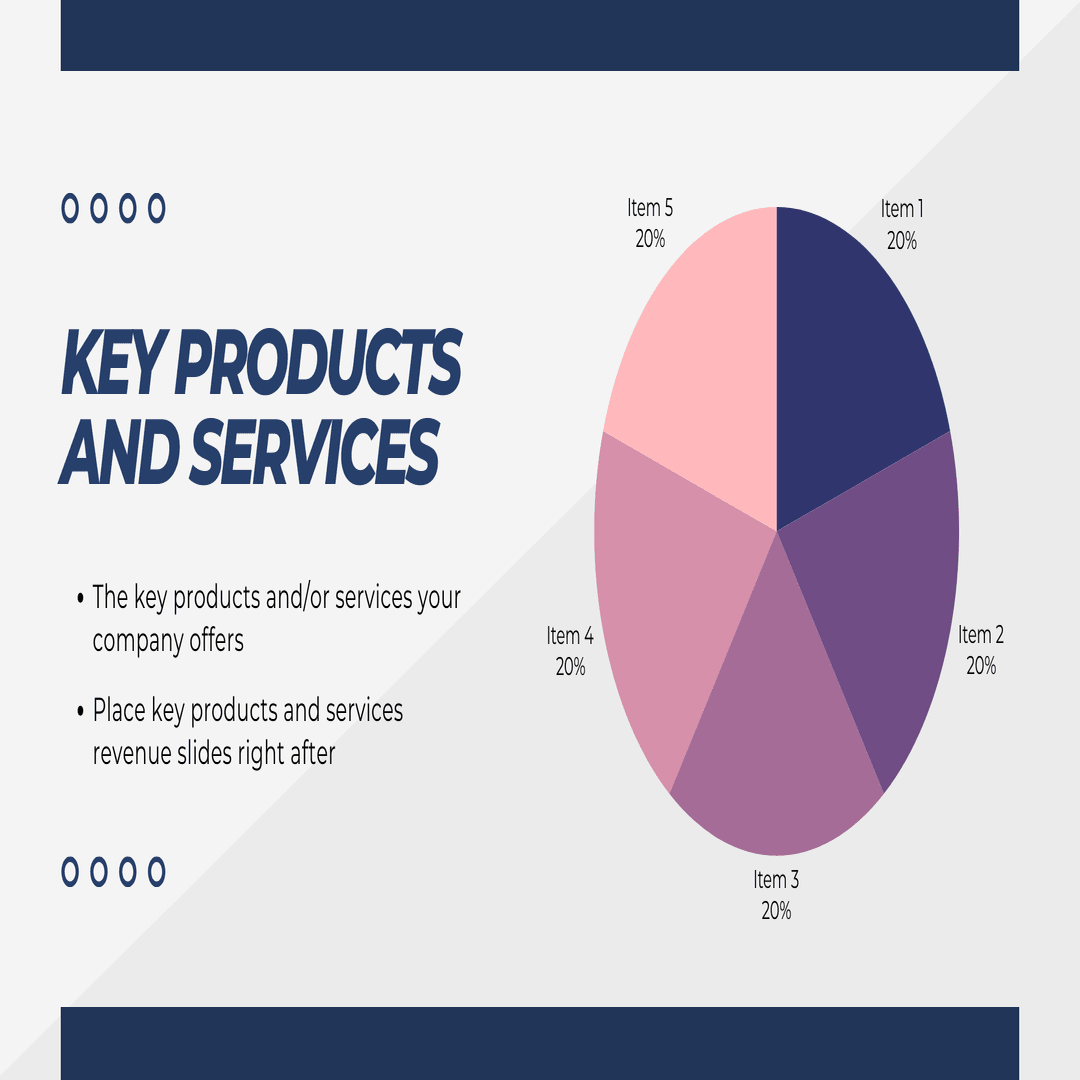 KEY PRODUCTS
AND SERVICES
• The key products and/or services your
company offers
• Place key products and services
revenue slides right after
Item 5
20%
Item 1
20%
Item 4
20%
Item 2
20%
Item 3
20%